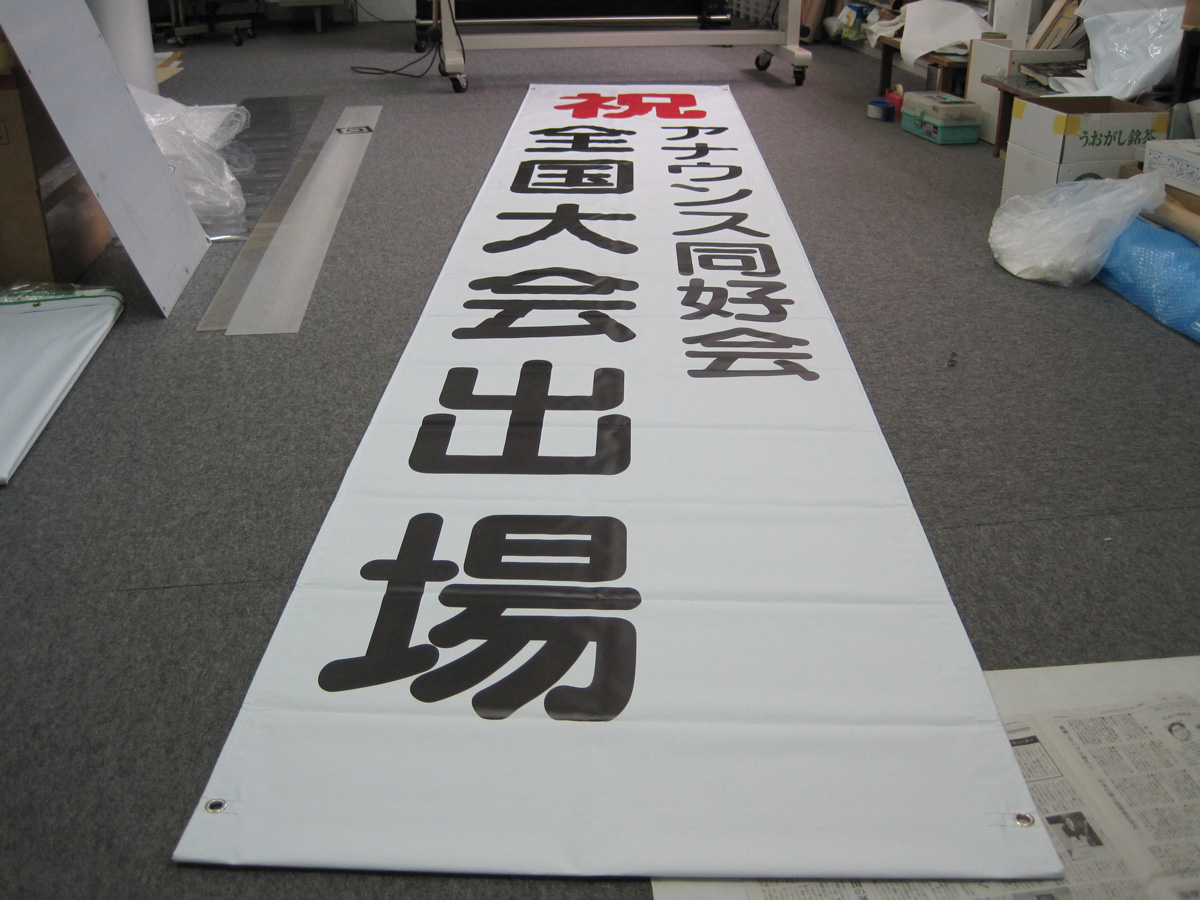 祝
アナウンス同好会
全国大会出場
うおがし銘茶